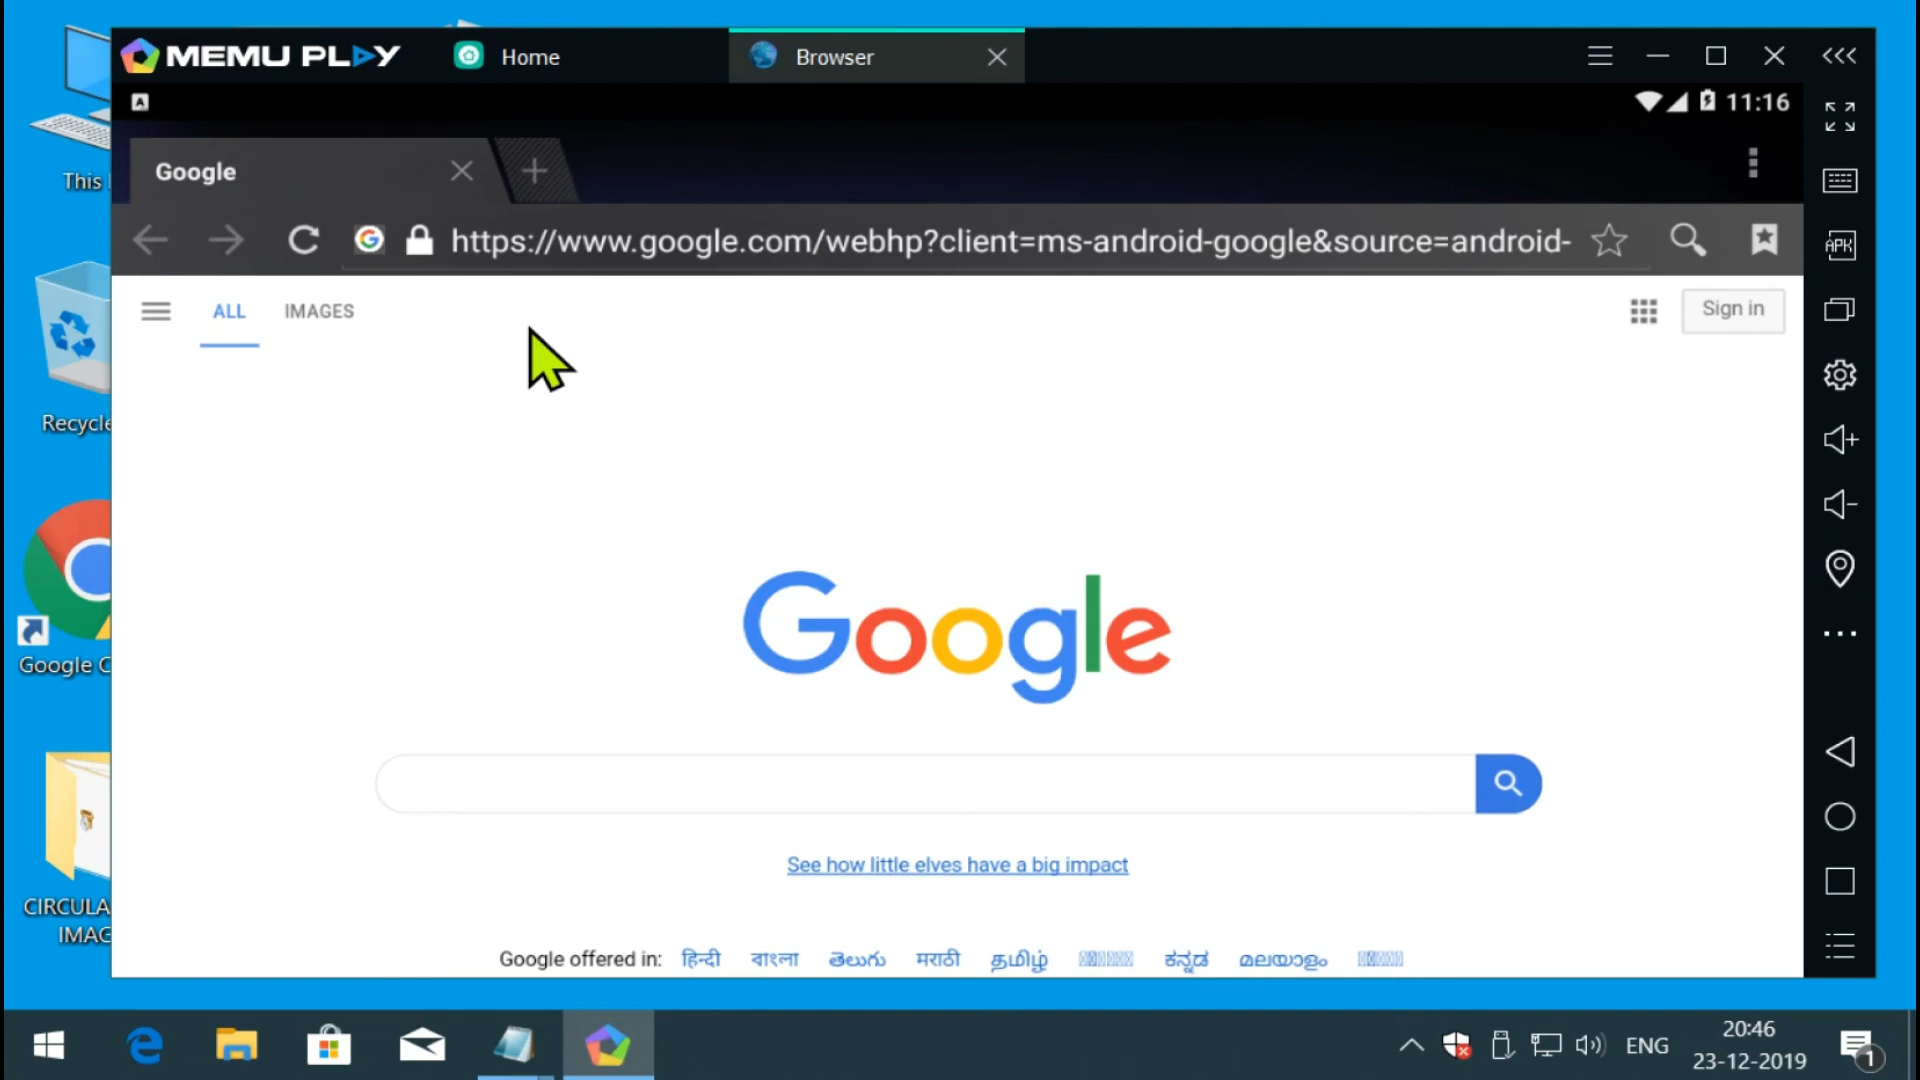 MEMU PLAY
Home
Browser
11:16
Google
https://www.google.com/webhp?client=ms-android-google&source=android-
APK
ALL
IMAGES
Sign in
This
Recycle
Google
See how little elves have a big impact
Google C
CIRCULA
IMAG
Google offered in: हिन्दी বাংলা తెలుగు मराठी தமிழ் ಕನ್ನಡ മലയാളം
ENG
20:46
23-12-2019
1